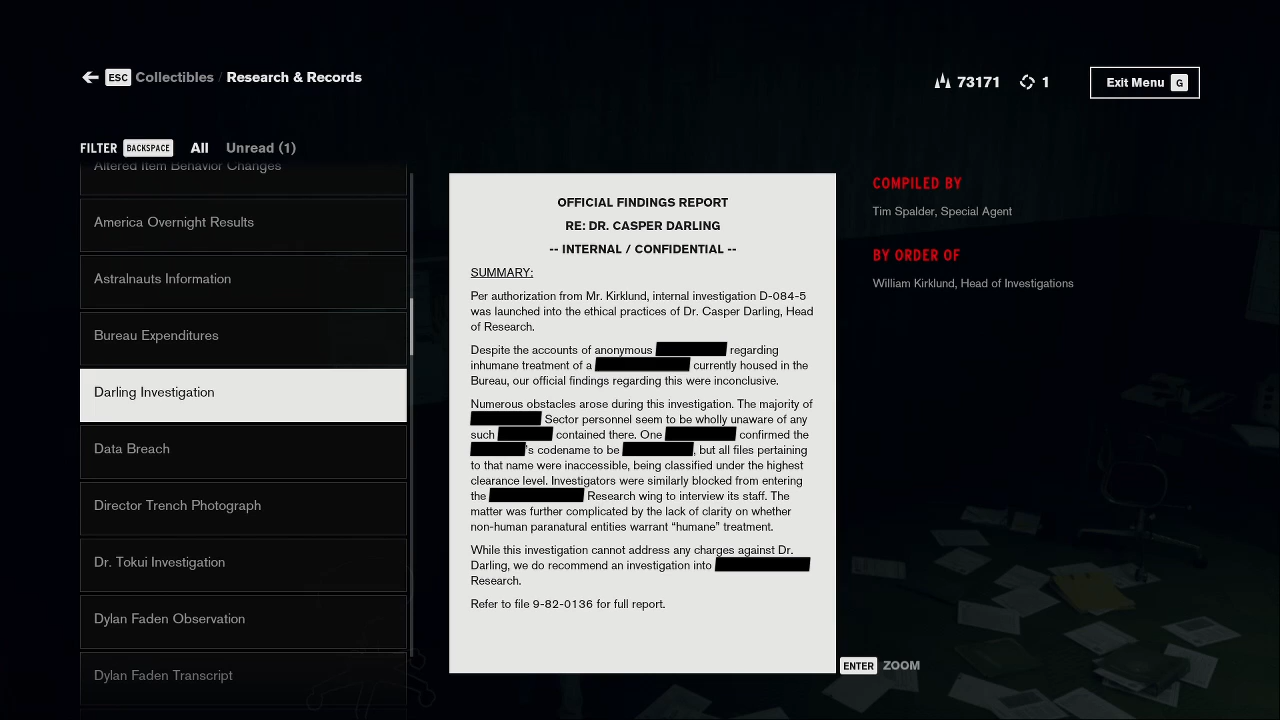 ESC Collectibles / Research & Records
73171
1
Exit Menu G
FILTER BACKSPACE All Unread (1)
Altered Item Behavior Changes
America Overnight Results
Astralnauts Information
Bureau Expenditures
Darling Investigation
Data Breach
Director Trench Photograph
Dr. Tokui Investigation
Dylan Faden Observation
Dylan Faden Transcript
OFFICIAL FINDINGS REPORT
RE: DR. CASPER DARLING
-- INTERNAL / CONFIDENTIAL --
SUMMARY:
Per authorization from Mr. Kirklund, internal investigation D-084-5
was launched into the ethical practices of Dr. Casper Darling, Head
of Research.
Despite the accounts of anonymous regarding
inhumane treatment of a currently housed in the
Bureau, our official findings regarding this were inconclusive.
Numerous obstacles arose during this investigation. The majority of
Sector personnel seem to be wholly unaware of any
such contained there. One confirmed the
's codename to be , but all files pertaining
to that name were inaccessible, being classified under the highest
clearance level. Investigators were similarly blocked from entering
the Research wing to interview its staff. The
matter was further complicated by the lack of clarity on whether
non-human paranatural entities warrant “humane” treatment.
While this investigation cannot address any charges against Dr.
Darling, we do recommend an investigation into
Research.
Refer to file 9-82-0136 for full report.
ENTER ZOOM
COMPILED BY
Tim Spalder, Special Agent
BY ORDER OF
William Kirklund, Head of Investigations